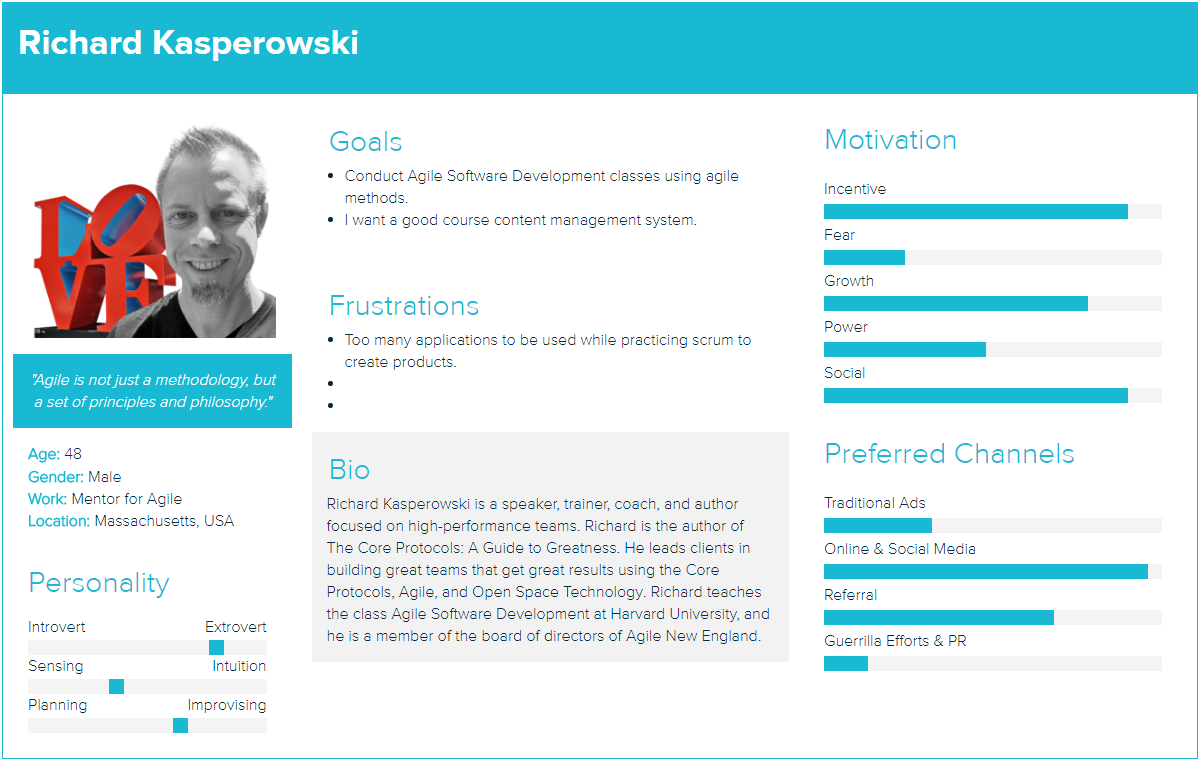 Richard Kasperowski
LOVE
"Agile is not just a methodology, but
a set of principles and philosophy."
Age: 48
Gender: Male
Work: Mentor for Agile
Location: Massachusetts, USA
Personality
Introvert Extrovert
Sensing Intuition
Planning Improvising
Goals
Conduct Agile Software Development classes using agile
methods.
I want a good course content management system.
Frustrations
Too many applications to be used while practicing scrum to
create products.
Bio
Richard Kasperowski is a speaker, trainer, coach, and author
focused on high-performance teams. Richard is the author of
The Core Protocols: A Guide to Greatness. He leads clients in
building great teams that get great results using the Core
Protocols, Agile, and Open Space Technology. Richard teaches
the class Agile Software Development at Harvard University, and
he is a member of the board of directors of Agile New England.
Motivation
Incentive
Fear
Growth
Power
Social
Preferred Channels
Traditional Ads
Online & Social Media
Referral
Guerrilla Efforts & PR